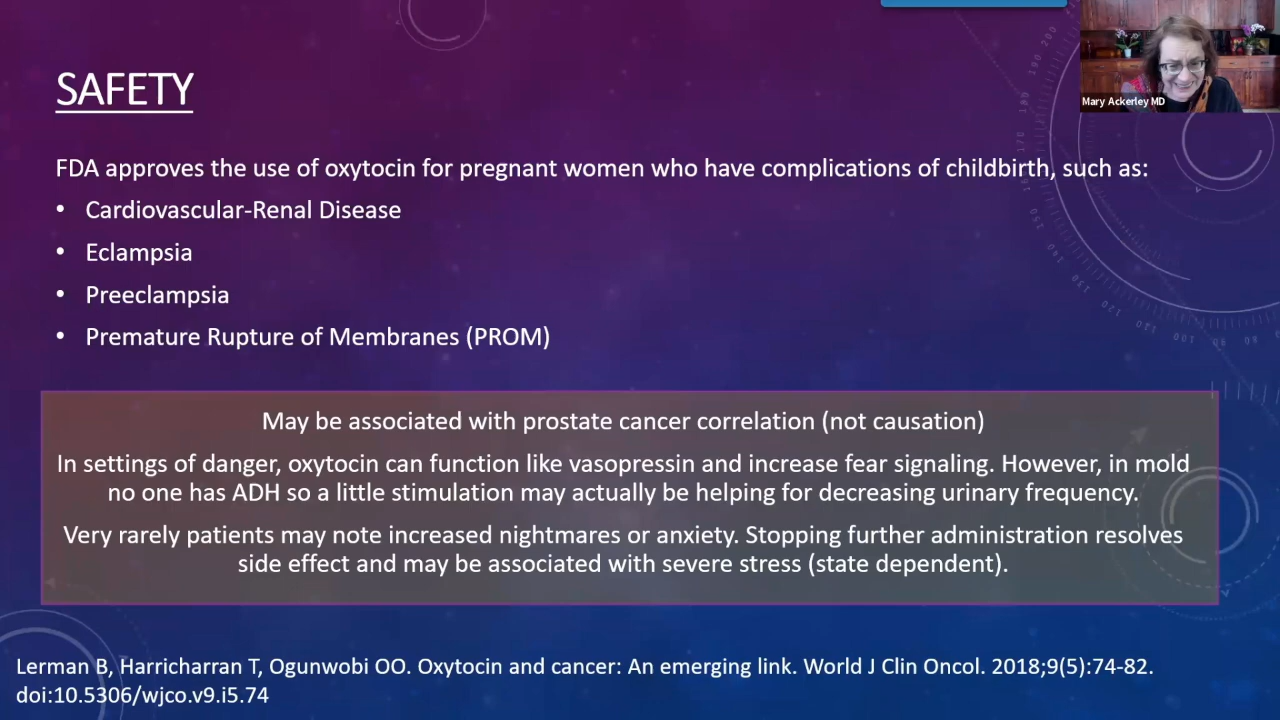 Mary Ackerley MD
SAFETY
FDA approves the use of oxytocin for pregnant women who have complications of childbirth, such as:
• Cardiovascular-Renal Disease
• Eclampsia
• Preeclampsia
• Premature Rupture of Membranes (PROM)
May be associated with prostate cancer correlation (not causation)
In settings of danger, oxytocin can function like vasopressin and increase fear signaling. However, in mold
no one has ADH so a little stimulation may actually be helping for decreasing urinary frequency.
Very rarely patients may note increased nightmares or anxiety. Stopping further administration resolves
side effect and may be associated with severe stress (state dependent).
Lerman B, Harricharran T, Ogunwobi OO. Oxytocin and cancer: An emerging link. World J Clin Oncol. 2018;9(5):74-82.
doi:10.5306/wjco.v9.i5.74